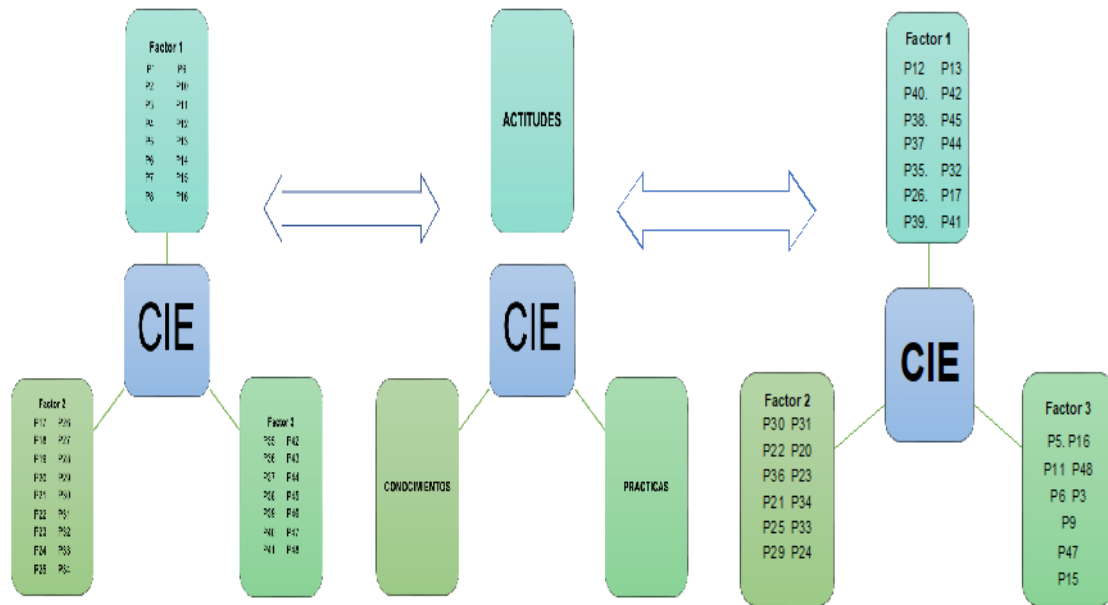 Factor 1
P1 P9
P2 P10
P3 P11
P4 P12
P5 P13
P6 P14
P7 P15
P8 P16
CIE
Factor 2
P17 P26
P18 P27
P19 P28
P20 P29
P21 P30
P22 P31
P23 P32
P24 P33
P25 P34
Factor 3
P35 P42
P36 P43
P37 P44
P38 P45
P39 P46
P40 P47
P41 P48
ACTITUDES
CIE
CONOCIMIENTOS
PRACTICAS
Factor 1
P12 P13
P40. P42
P38. P45
P37 P44
P35. P32
P26. P17
P39. P41
CIE
Factor 2
P30 P31
P22 P20
P36 P23
P21 P34
P25 P33
P29 P24
Factor 3
P5. P16
P11 P48
P6 P3
P9
P47
P15